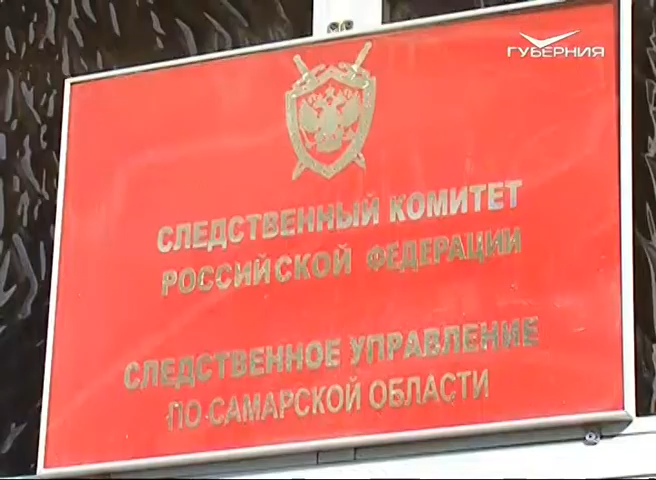 ГУБЕРНИЯ
СЛЕДСТВЕННЫЙ КОМИТЕТ
РОССИЙСКОЙ ФЕДЕРАЦИИ
СЛЕДСТВЕННОЕ УПРАВЛЕНИЕ
ПО САМАРСКОЙ ОБЛАСТИ